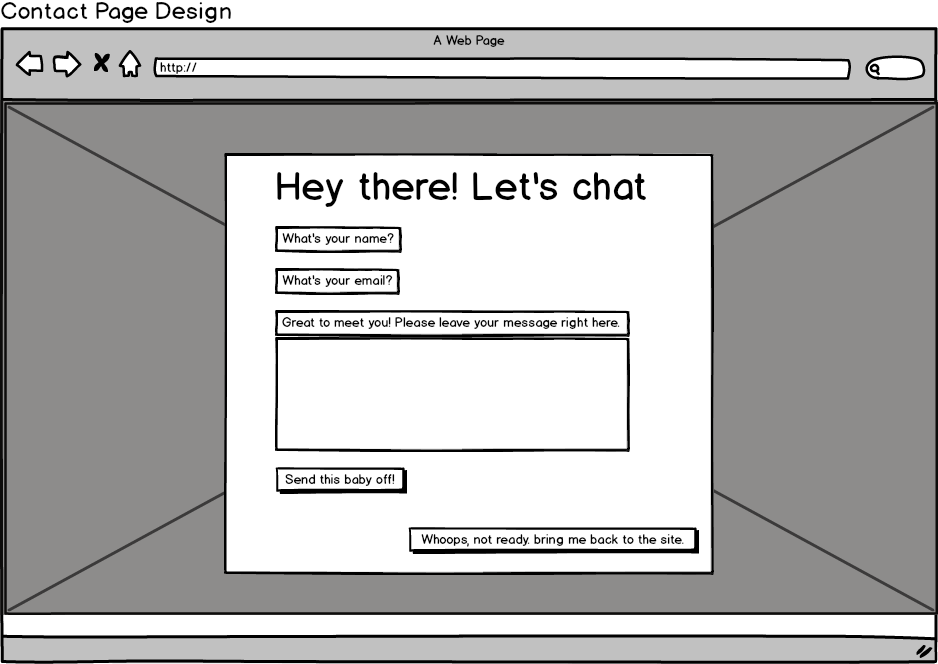 Contact Page Design
A Web Page
http://
Hey there! Let's chat
What's your name?
What's your email?
Great to meet you! Please leave your message right here.
Send this baby off!
Whoops, not ready. bring me back to the site.